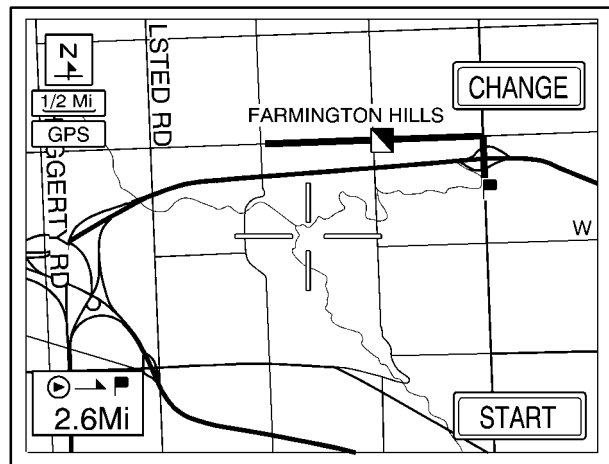 N
LSTED RD
1/2 Mi
CHANGE
FARMINGTON HILLS
GPS
GGERTY RD
W
2.6Mi
START